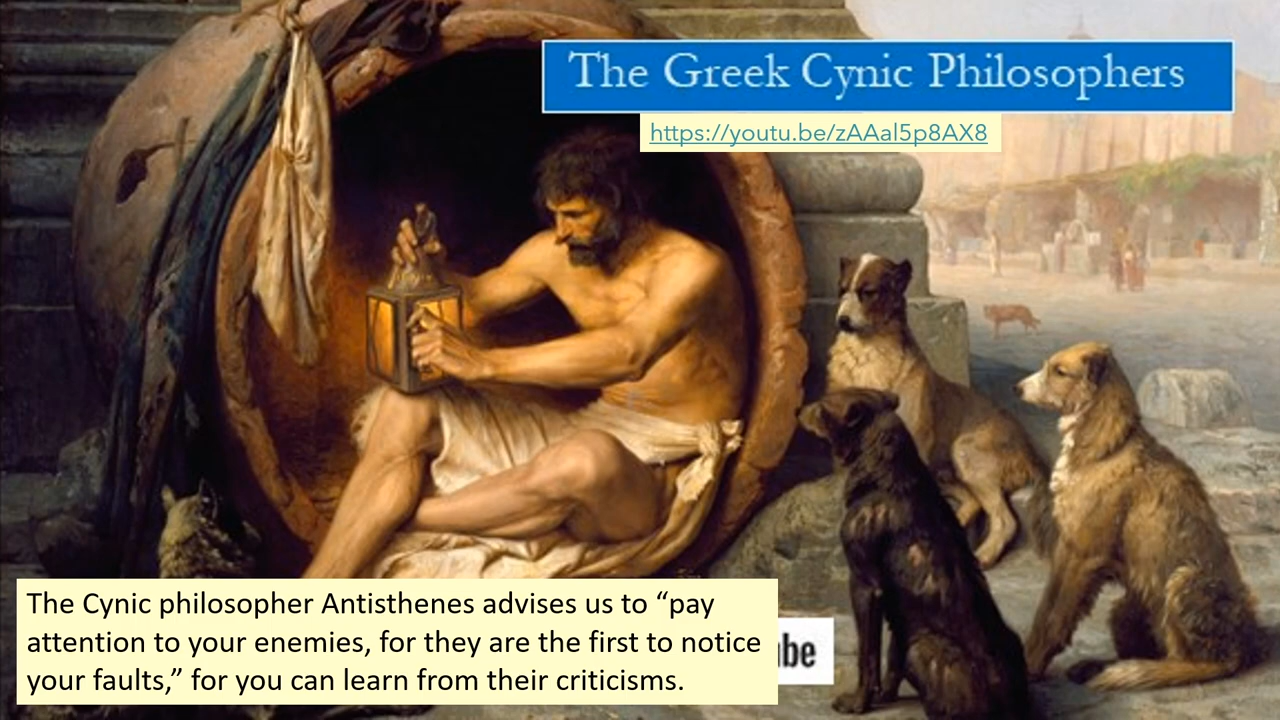 The Greek Cynic Philosophers
https://youtu.be/zAAal5p8AX8
The Cynic philosopher Antisthenes advises us to “pay
attention to your enemies, for they are the first to notice
your faults,” for you can learn from their criticisms.